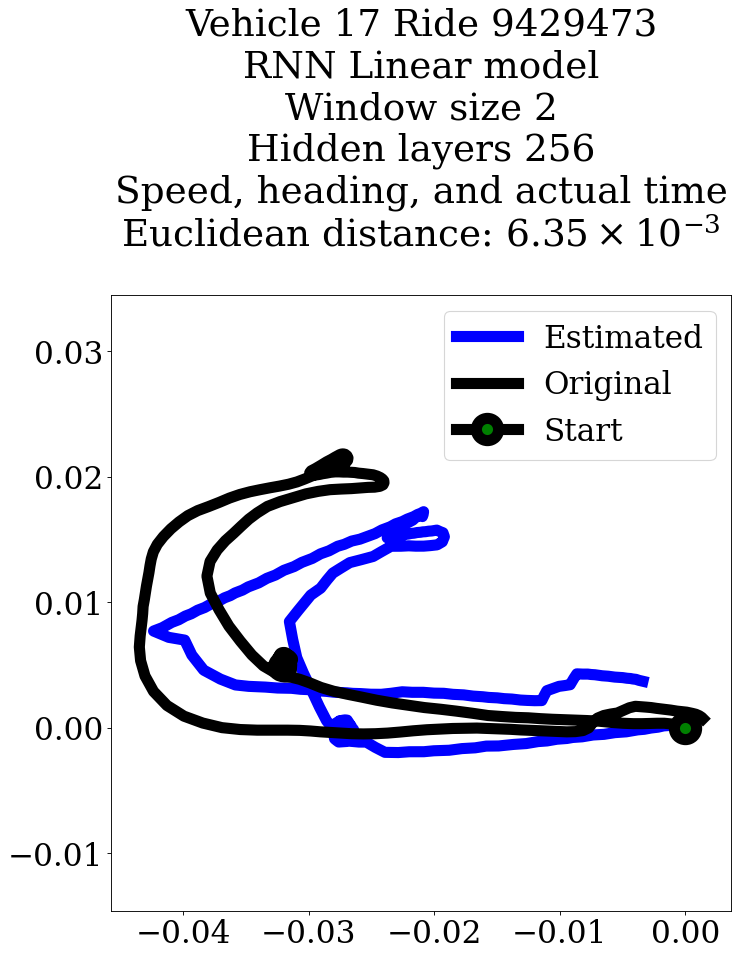 Vehicle 17 Ride 9429473
RNN Linear model
Window size 2
Hidden layers 256
Speed, heading, and actual time
Euclidean distance: 6.35 × 10⁻³
Estimated
Original
Start
0.03
0.02
0.01
0.00
−0.01
−0.04 −0.03 −0.02 −0.01 0.00